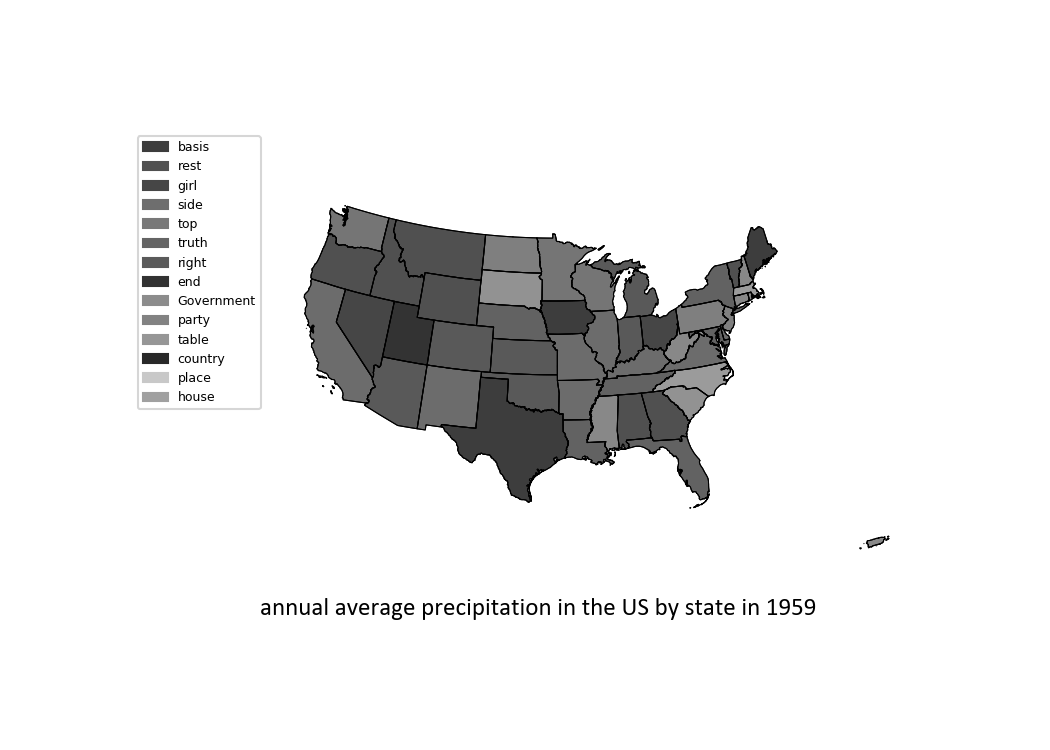 basis
rest
girl
side
top
truth
right
end
Government
party
table
country
place
house
annual average precipitation in the US by state in 1959